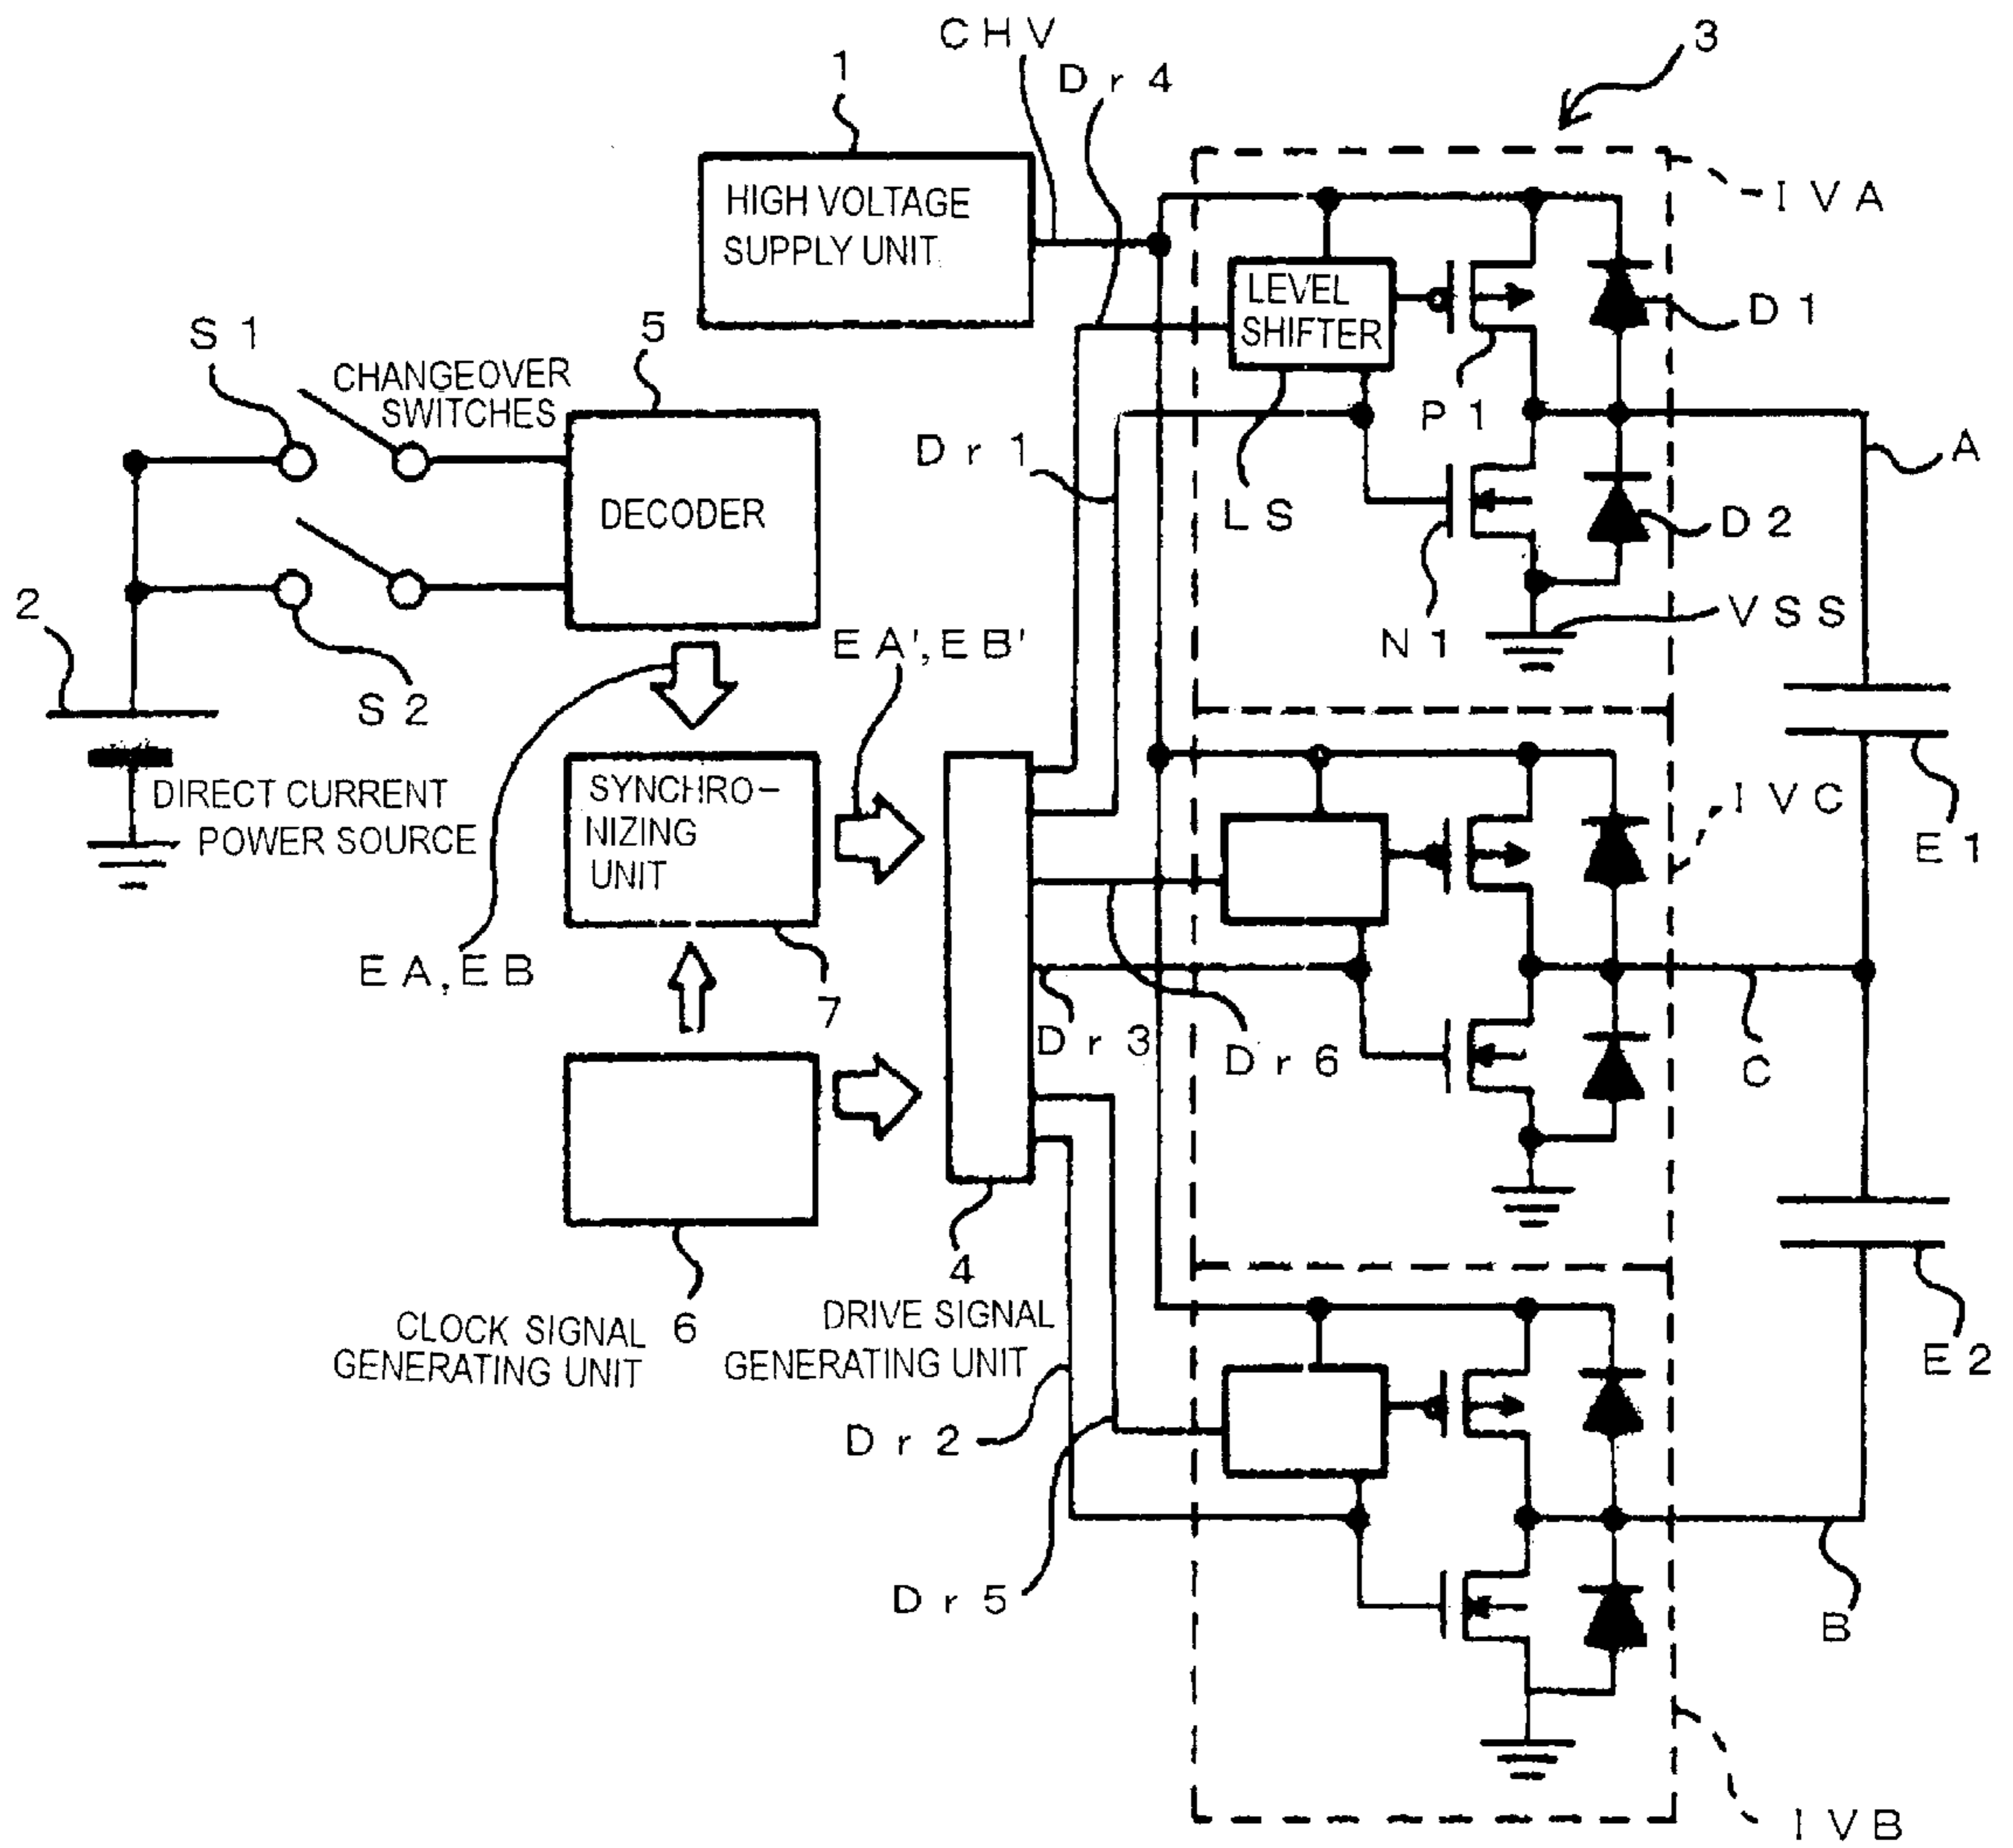 CHV
3
1
Dr4
IVA
HIGH VOLTAGE
SUPPLY UNIT
LEVEL
SHIFTER
D1
S1
5
CHANGEOVER
SWITCHES
P1
A
Dr1
DECODER
LS
D2
2
VSS
EA',EB'
N1
S2
DIRECT CURRENT
POWER SOURCE
SYNCHRO-
NIZING
UNIT
IVC
E1
EA,EB
7
Dr3
Dr6
C
4
6
CLOCK SIGNAL
GENERATING UNIT
DRIVE SIGNAL
GENERATING UNIT
E2
Dr2
Dr5
B
IVB